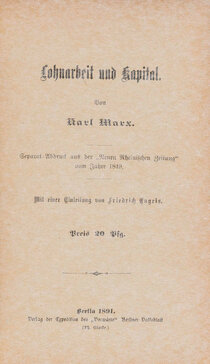 Lohnarbeit und Kapital.
Von
Karl Marx.
Separat-Abdruck aus der „Neuen Rheinischen Zeitung“
vom Jahre 1849.
Mit einer Einleitung von Friedrich Engels.
Preis 20 Pfg.
Berlin 1891.
Verlag der Expedition des „Vorwärts“ Berliner Volksblatt